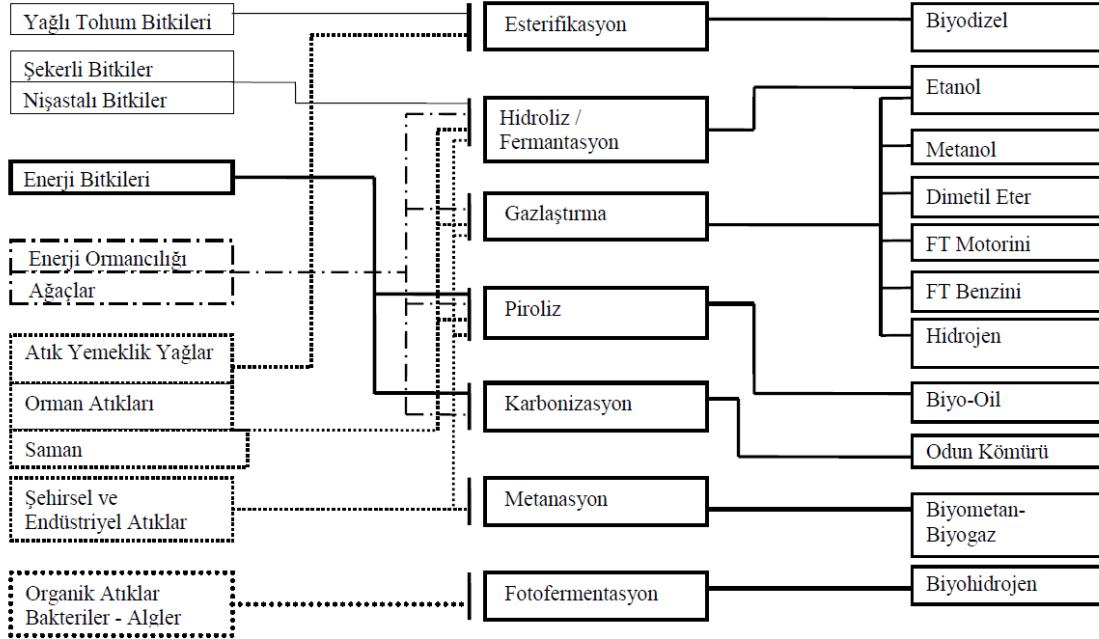 Yağlı Tohum Bitkileri
Şekerli Bitkiler
Nişastalı Bitkiler
Enerji Bitkileri
Enerji Ormancılığı
Ağaçlar
Atık Yemeklik Yağlar
Orman Atıkları
Saman
Şehirsel ve
Endüstriyel Atıklar
Organik Atıklar
Bakteriler - Algler
Esterifikasyon
Hidroliz /
Fermantasyon
Gazlaştırma
Piroliz
Karbonizasyon
Metanasyon
Fotofermentasyon
Biyodizel
Etanol
Metanol
Dimetil Eter
FT Motorini
FT Benzini
Hidrojen
Biyo-Oil
Odun Kömürü
Biyometan-
Biyogaz
Biyohidrojen